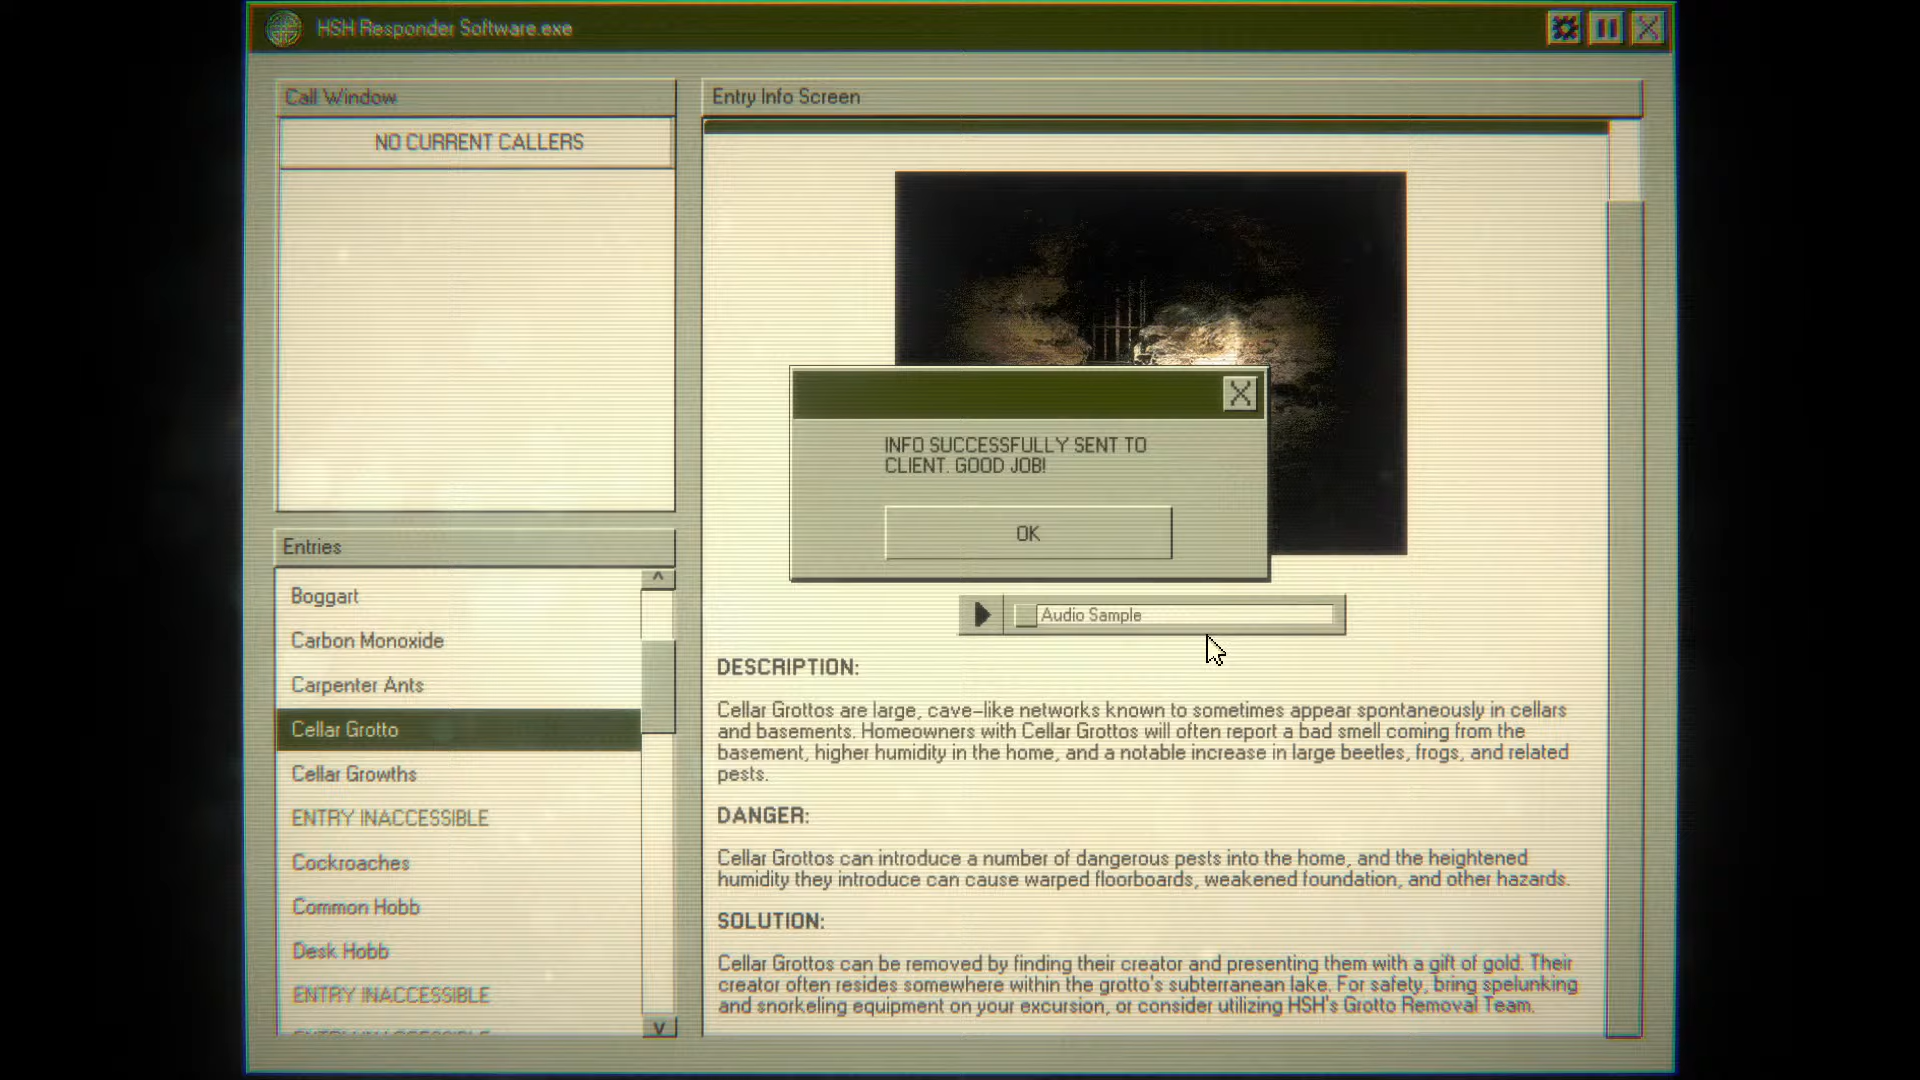 HSH Responder Software.exe
Call Window
NO CURRENT CALLERS
Entries
Boggart
Carbon Monoxide
Carpenter Ants
Cellar Grotto
Cellar Growths
ENTRY INACCESSIBLE
Cockroaches
Common Hobb
Desk Hobb
ENTRY INACCESSIBLE
Entry Info Screen
INFO SUCCESSFULLY SENT TO
CLIENT. GOOD JOB!
OK
Audio Sample
DESCRIPTION:
Cellar Grottos are large, cave-like networks known to sometimes appear spontaneously in cellars
and basements. Homeowners with Cellar Grottos will often report a bad smell coming from the
basement, higher humidity in the home, and a notable increase in large beetles, frogs, and related
pests.
DANGER:
Cellar Grottos can introduce a number of dangerous pests into the home, and the heightened
humidity they introduce can cause warped floorboards, weakened foundation, and other hazards.
SOLUTION:
Cellar Grottos can be removed by finding their creator and presenting them with a gift of gold. Their
creator often resides somewhere within the grotto's subterranean lake. For safety, bring spelunking
and snorkeling equipment on your excursion, or consider utilizing HSH's Grotto Removal Team.